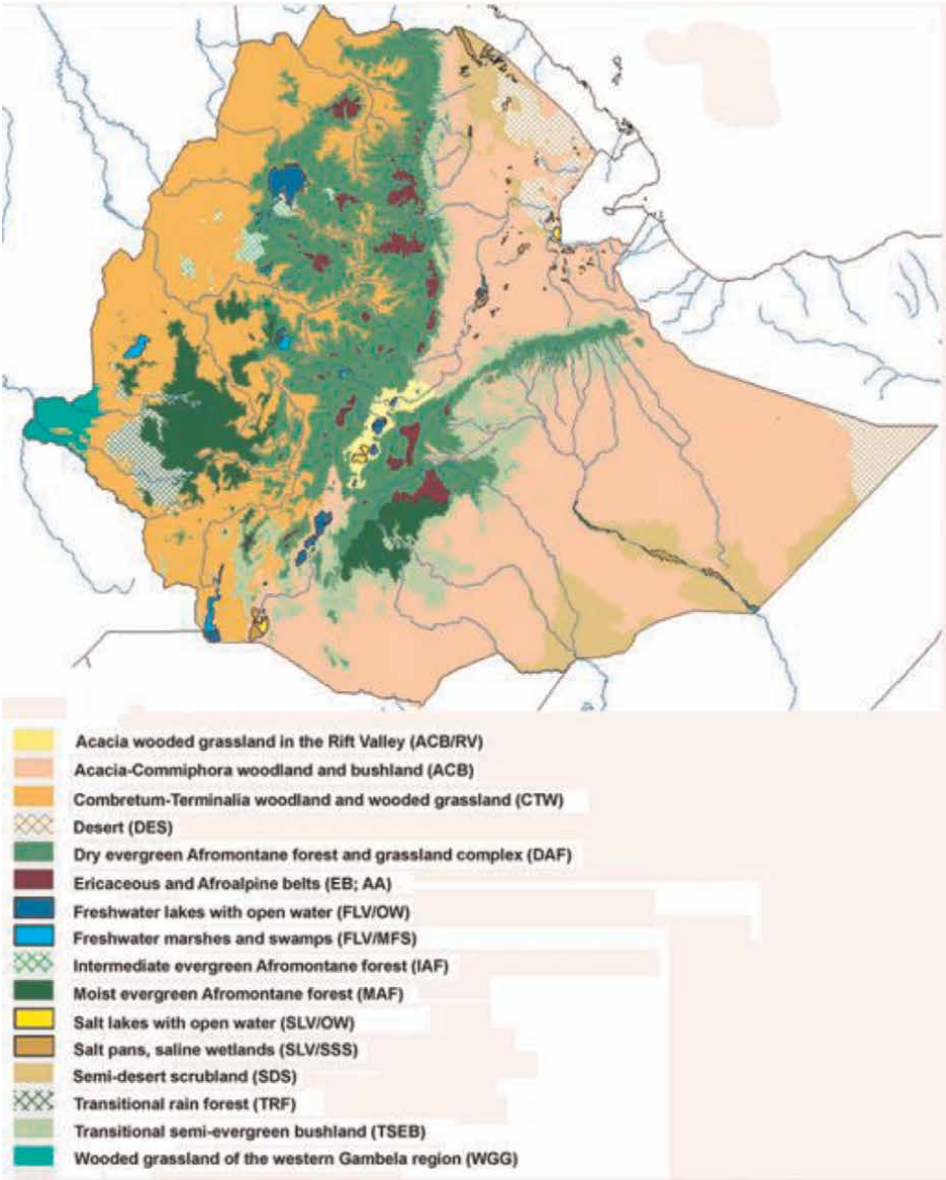 Acacia wooded grassland in the Rift Valley (ACB/RV)
Acacia-Commiphora woodland and bushland (ACB)
Combretum-Terminalia woodland and wooded grassland (CTW)
Desert (DES)
Dry evergreen Afromontane forest and grassland complex (DAF)
Ericaceous and Afroalpine belts (EB; AA)
Freshwater lakes with open water (FLV/OW)
Freshwater marshes and swamps (FLV/MFS)
Intermediate evergreen Afromontane forest (IAF)
Moist evergreen Afromontane forest (MAF)
Salt lakes with open water (SLV/OW)
Salt pans, saline wetlands (SLV/SSS)
Semi-desert scrubland (SDS)
Transitional rain forest (TRF)
Transitional semi-evergreen bushland (TSEB)
Wooded grassland of the western Gambela region (WGG)